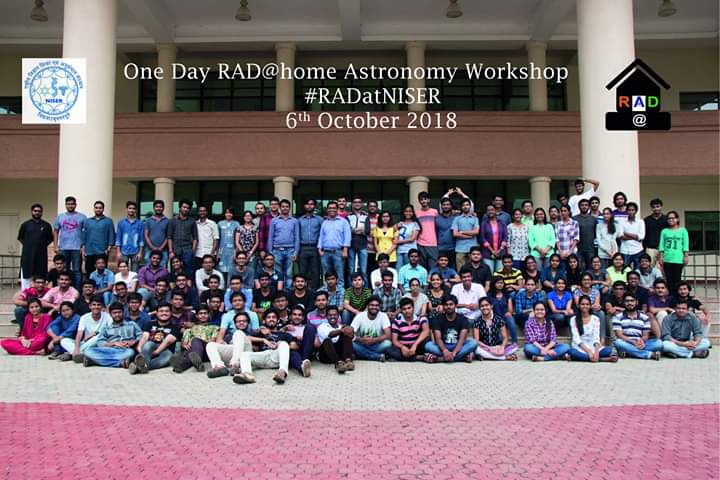 One Day RAD@home Astronomy Workshop
#RADatNISER
6th October 2018
NISER
RAD
@